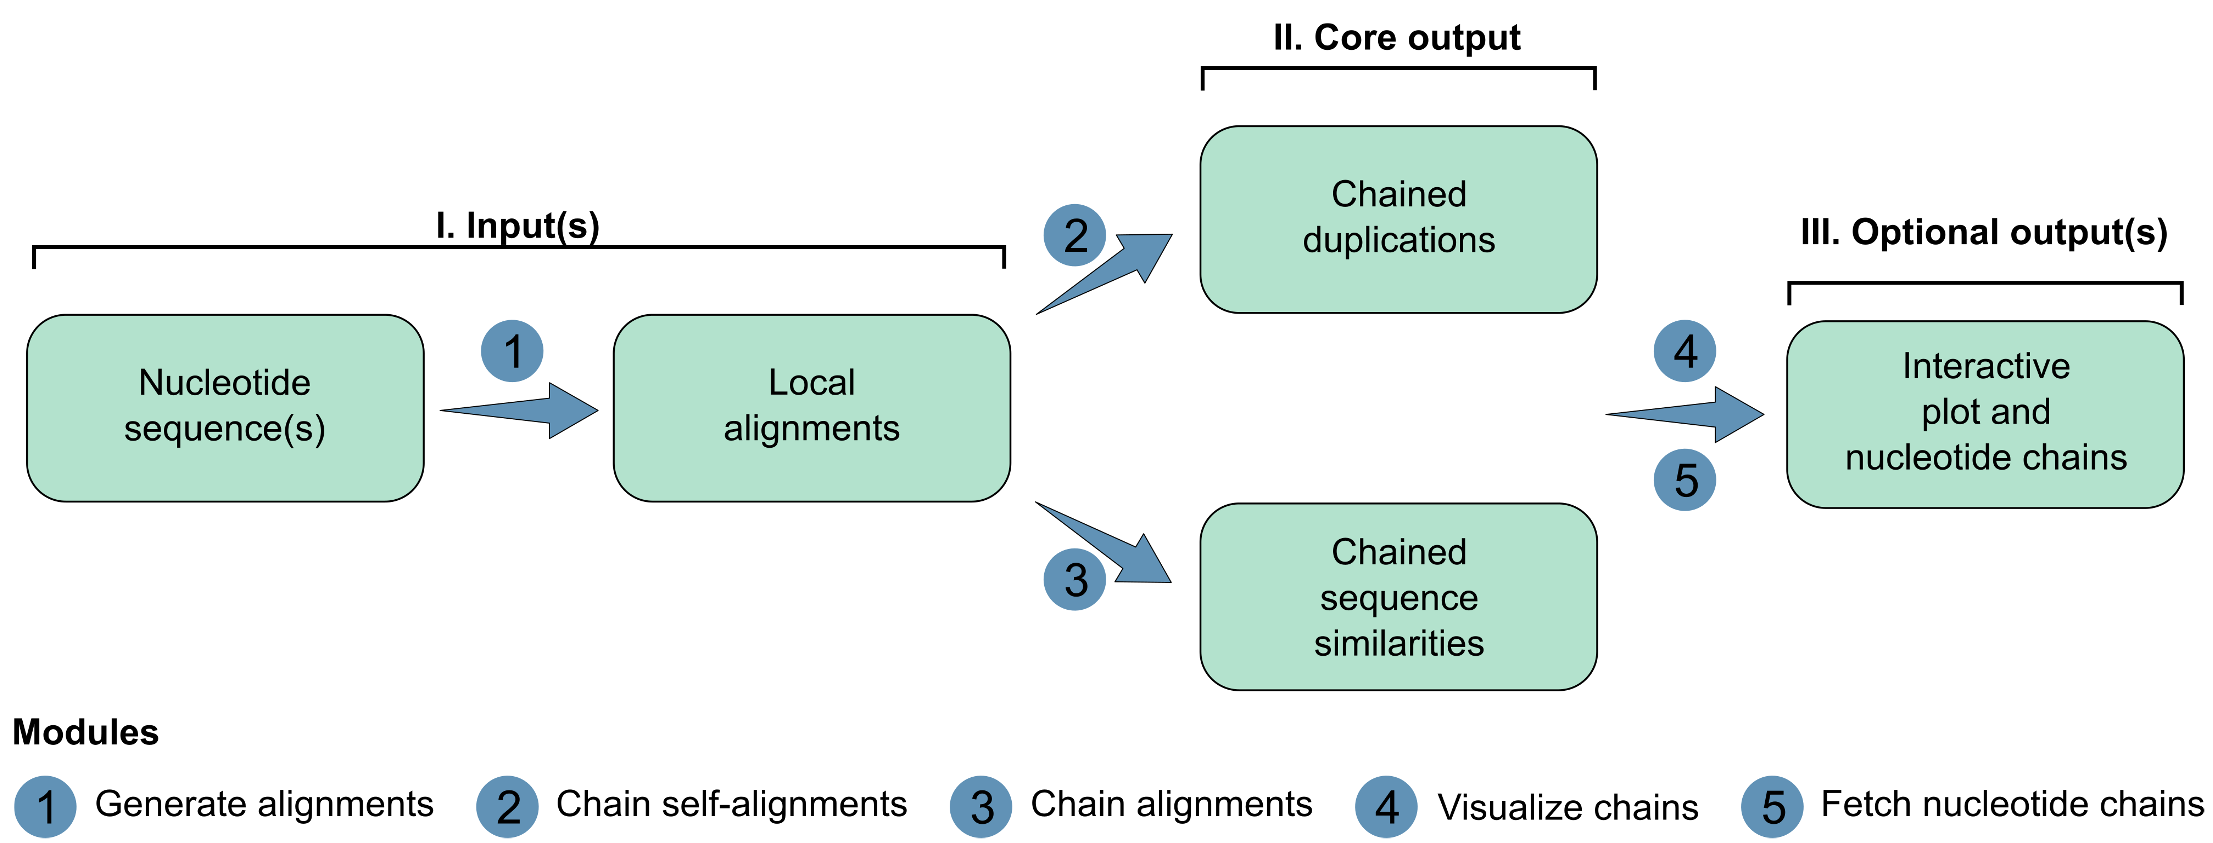 II. Core output
I. Input(s)
III. Optional output(s)
Nucleotide
sequence(s)
1
Local
alignments
2
3
Chained
duplications
Chained
sequence
similarities
4
5
Interactive
plot and
nucleotide chains
Modules
1 Generate alignments
2 Chain self-alignments
3 Chain alignments
4 Visualize chains
5 Fetch nucleotide chains